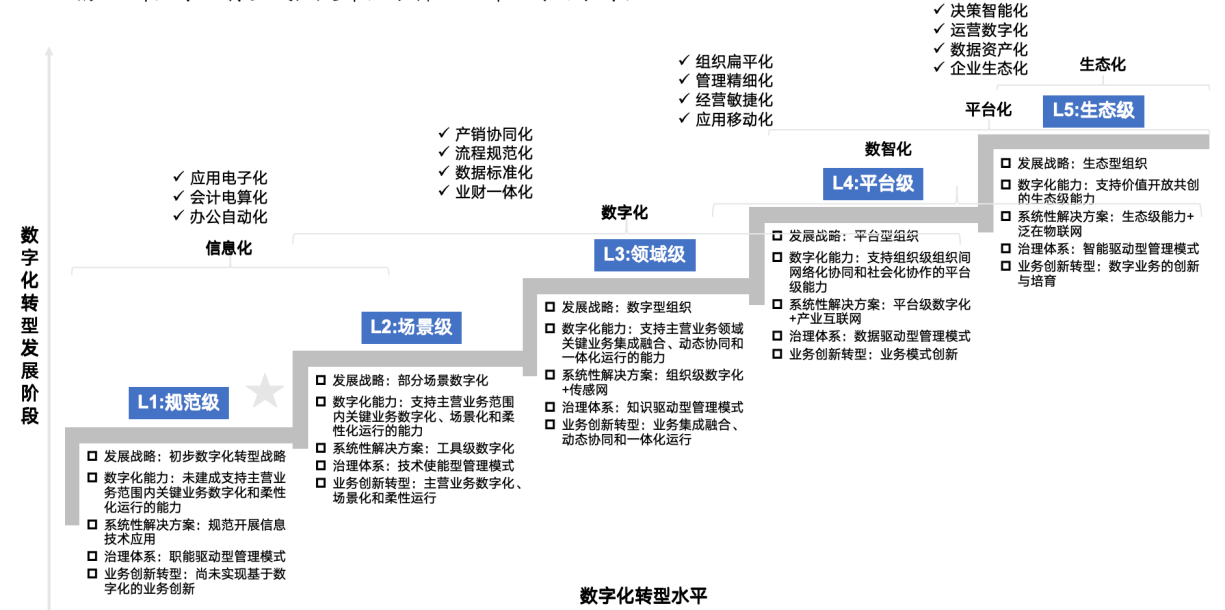 决策智能化
运营数字化
数据资产化
企业生态化
生态化
组织扁平化
管理精细化
经营敏捷化
应用移动化
平台化
L5:生态级
产销协同化
流程规范化
数据标准化
业财一体化
数智化
应用电子化
会计电算化
办公自动化
L4:平台级
发展战略：生态型组织
数字化能力：支持价值开放共创
的生态级能力
系统性解决方案：生态级能力+
泛在物联网
治理体系：智能驱动型管理模式
业务创新转型：数字业务的创新
与培育
数字化
信息化
L3:领域级
发展战略：平台型组织
数字化能力：支持组织级组织间
网络化协同和社会化协作的平台
级能力
系统性解决方案：平台级数字化
+产业互联网
治理体系：数据驱动型管理模式
业务创新转型：业务模式创新
数字化转型发展阶段
L2:场景级
发展战略：数字型组织
数字化能力：支持主营业务领域
关键业务集成融合、动态协同和
一体化运行的能力
系统性解决方案：组织级数字化
+传感网
治理体系：知识驱动型管理模式
业务创新转型：业务集成融合、
动态协同和一体化运行
L1:规范级
发展战略：部分场景数字化
数字化能力：支持主营业务范围
内关键业务数字化、场景化和柔
性化运行的能力
系统性解决方案：工具级数字化
治理体系：技术使能型管理模式
业务创新转型：主营业务数字化、
场景化和柔性运行
发展战略：初步数字化转型战略
数字化能力：未建成支持主营业
务范围内关键业务数字化和柔性
化运行的能力
系统性解决方案：规范开展信息
技术应用
治理体系：职能驱动型管理模式
业务创新转型：尚未实现基于数
字化的业务创新
数字化转型水平